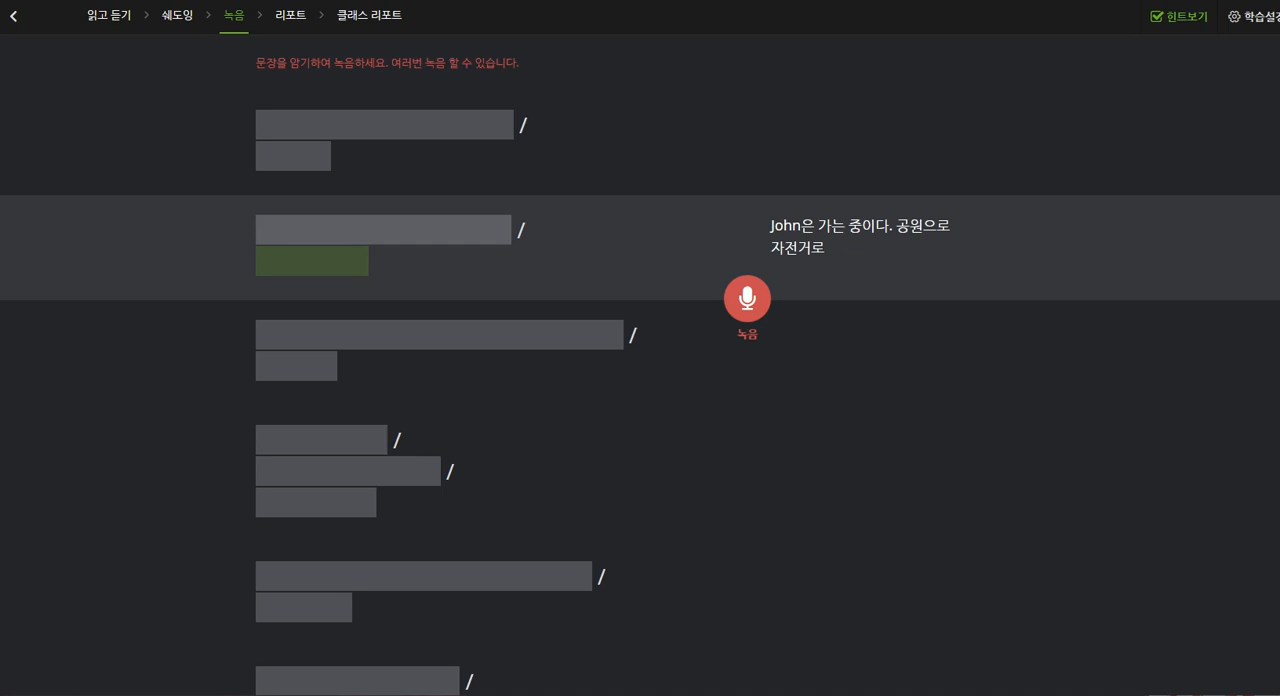 읽고 듣기 > 쉐도잉 > 녹음 > 리포트 > 클래스 리포트
힌트보기
학습설정
문장을 암기하여 녹음하세요. 여러번 녹음 할 수 있습니다.
/
/
John은 가는 중이다. 공원으로
자전거로
녹음
/
/
/
/
/